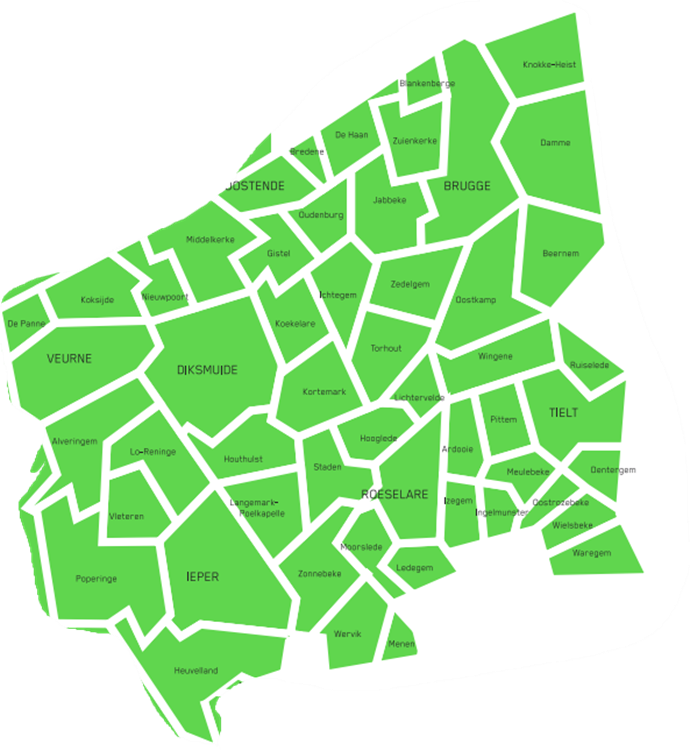 Knokke-Heist
Blankenberge
De Haan
Zuienkerke
Damme
Bredene
OOSTENDE
BRUGGE
Jabbeke
Oudenburg
Middelkerke
Gistel
Beernem
Zedelgem
Ichtegem
Nieuwpoort
Koksijde
Oostkamp
De Panne
Koekelare
Torhout
VEURNE
Wingene
Ruiselede
DIKSMUIDE
Kortemark
Lichtervelde
TIELT
Pittem
Hooglede
Alveringem
Lo-Reninge
Ardooie
Houthulst
Staden
Meulebeke
Dentergem
ROESELARE
Izegem
Langemark-
Poelkapelle
Oostrozebeke
Ingelmunster
Vleteren
Wielsbeke
Moorslede
Waregem
Ledegem
Zonnebeke
Poperinge
IEPER
Wervik
Menen
Heuvelland